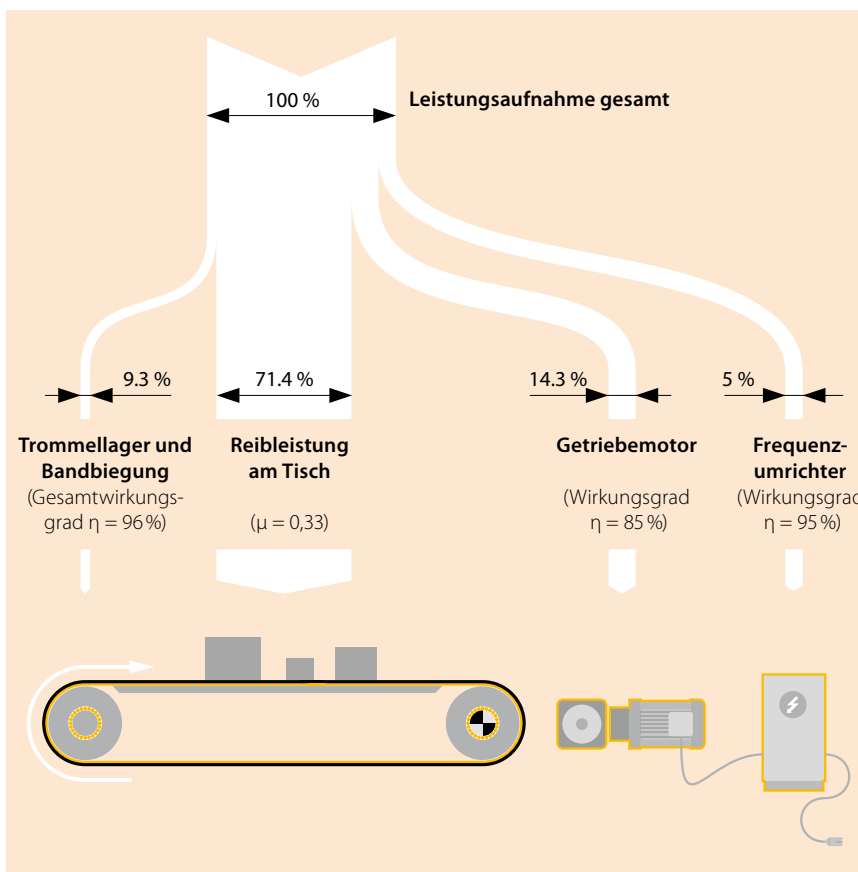 100 %
Leistungsaufnahme gesamt
9.3 %
71.4 %
14.3 %
5 %
Trommellager und
Bandbiegung
(Gesamtwirkungs-
grad η = 96 %)
Reibleistung
am Tisch
(μ = 0,33)
Getriebemotor
(Wirkungsgrad
η = 85 %)
Frequenz-
umrichter
(Wirkungsgrad
η = 95 %)